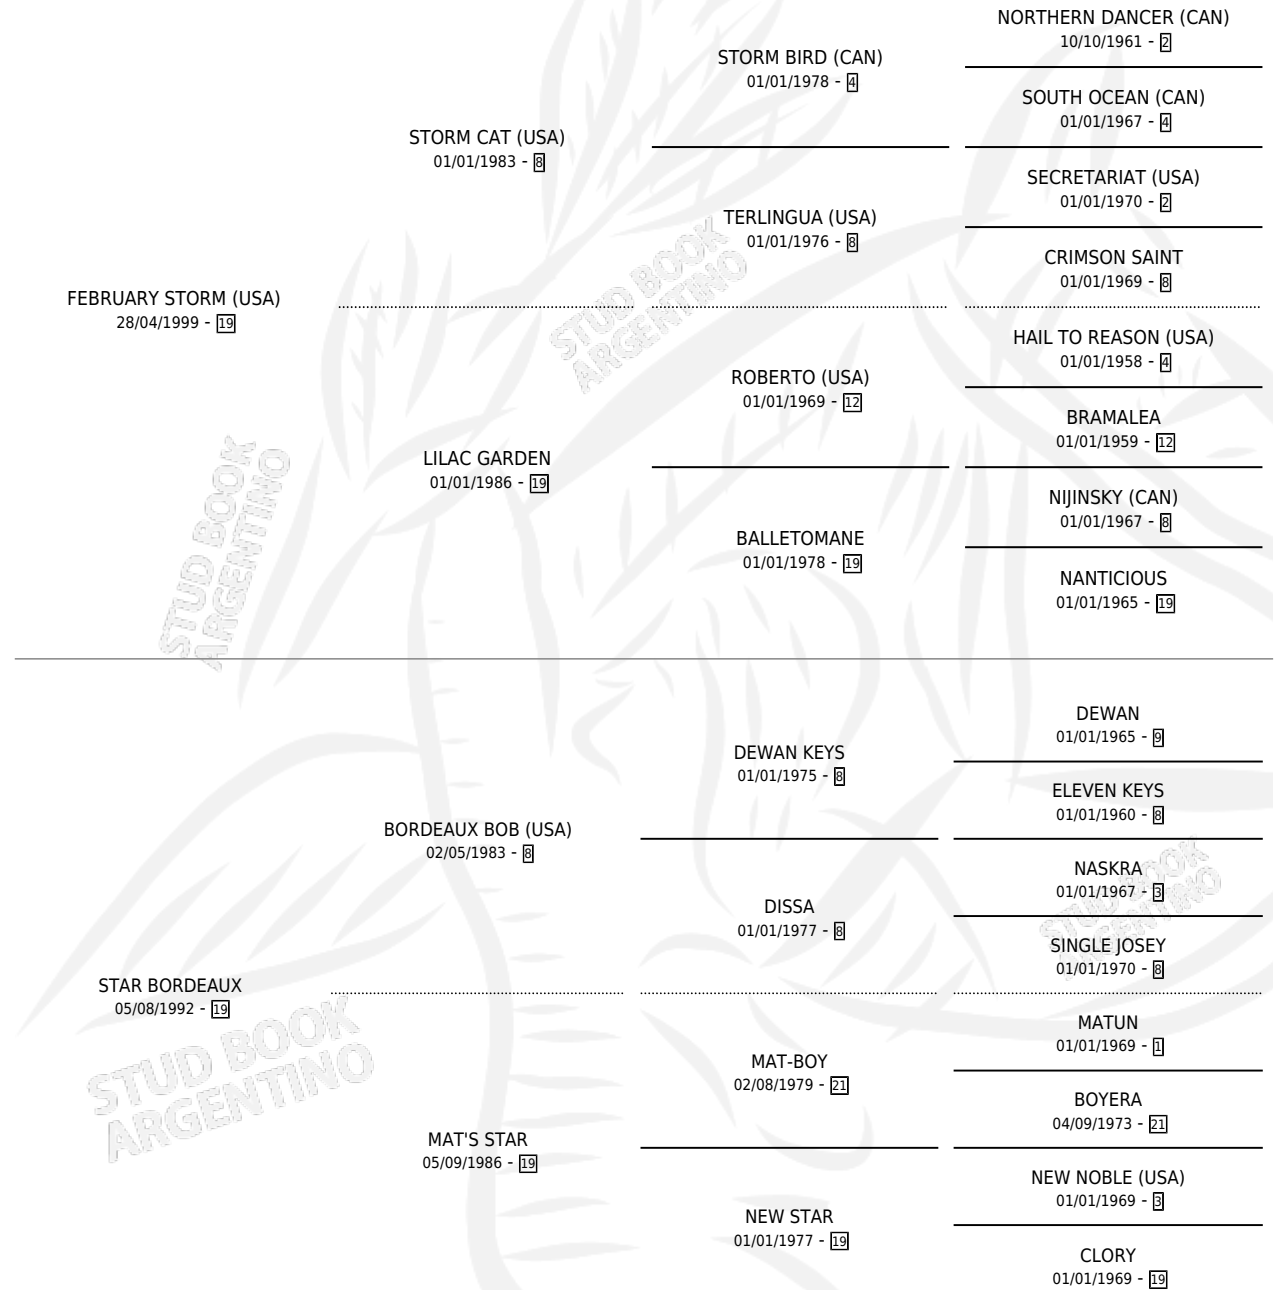 NORTHERN DANCER (CAN)
10/10/1961 - 2
STORM BIRD (CAN)
01/01/1978 - 4
SOUTH OCEAN (CAN)
01/01/1967 - 4
STORM CAT (USA)
01/01/1983 - 8
SECRETARIAT (USA)
01/01/1970 - 2
TERLINGUA (USA)
01/01/1976 - 8
CRIMSON SAINT
01/01/1969 - 8
FEBRUARY STORM (USA)
28/04/1999 - 19
HAIL TO REASON (USA)
01/01/1958 - 4
ROBERTO (USA)
01/01/1969 - 12
BRAMALEA
01/01/1959 - 12
LILAC GARDEN
01/01/1986 - 19
NIJINSKY (CAN)
01/01/1967 - 8
BALLETOMANE
01/01/1978 - 19
NANTICIOUS
01/01/1965 - 19
DEWAN
01/01/1965 - 9
DEWAN KEYS
01/01/1975 - 8
ELEVEN KEYS
01/01/1960 - 8
BORDEAUX BOB (USA)
02/05/1983 - 8
NASKRA
01/01/1967 - 3
DISSA
01/01/1977 - 8
SINGLE JOSEY
01/01/1970 - 8
STAR BORDEAUX
05/08/1992 - 19
MATUN
01/01/1969 - 1
MAT-BOY
02/08/1979 - 21
BOYERA
04/09/1973 - 21
MAT'S STAR
05/09/1986 - 19
NEW NOBLE (USA)
01/01/1969 - 3
NEW STAR
01/01/1977 - 19
CLORY
01/01/1969 - 19
STUD BOOK
ARGENTINO
STUD BOOK
ARGENTINO
STUD BOOK
ARGENTINO
STUD BOOK
ARGENTINO